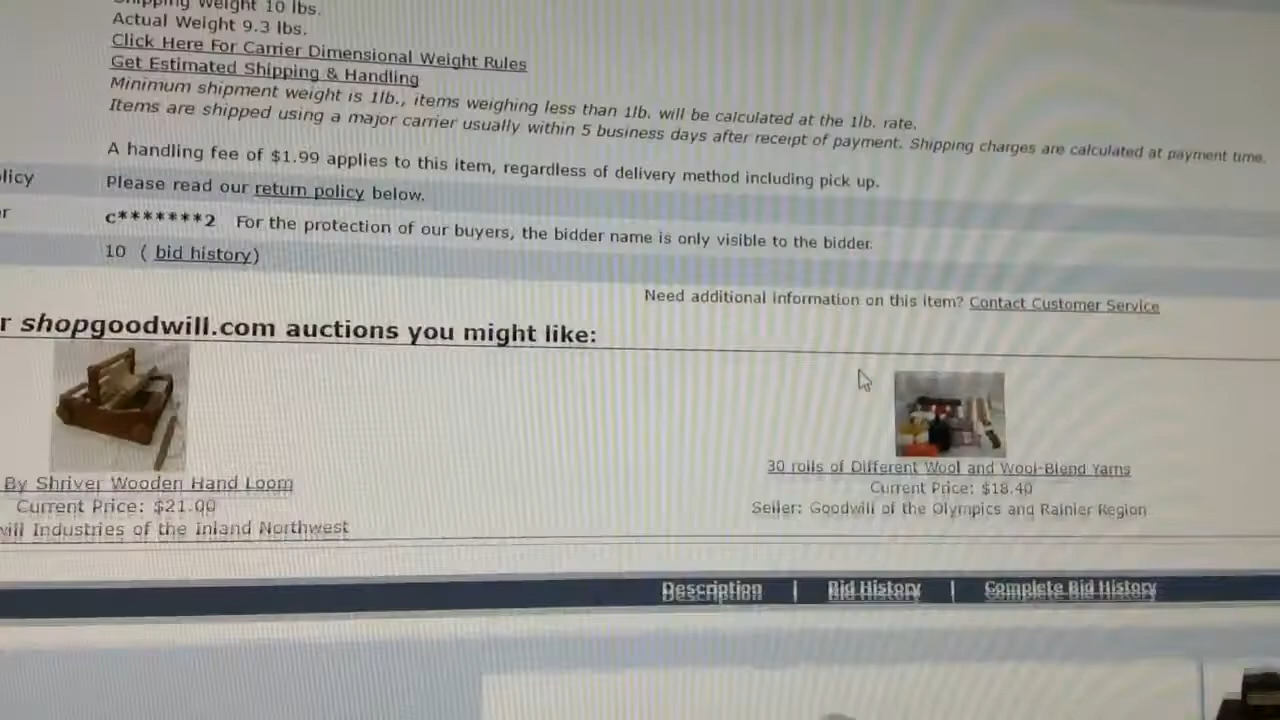 Shipping Weight 10 lbs.
Actual Weight 9.3 lbs.
Click Here For Carrier Dimensional Weight Rules
Get Estimated Shipping & Handling
Minimum shipment weight is 1lb., items weighing less than 1lb. will be calculated at the 1lb. rate.
Items are shipped using a major carrier usually within 5 business days after receipt of payment. Shipping charges are calculated at payment time.
A handling fee of $1.99 applies to this item, regardless of delivery method including pick up.
licy Please read our return policy below.
r c*******2 For the protection of our buyers, the bidder name is only visible to the bidder.
10 ( bid history)
Need additional information on this item? Contact Customer Service
r shopgoodwill.com auctions you might like:
By Shriver Wooden Hand Loom
Current Price: $21.00
will Industries of the Inland Northwest
30 rolls of Different Wool and Wool-Blend Yarns
Current Price: $18.40
Seller: Goodwill of the Olympics and Rainier Region
Description | Bid History | Complete Bid History